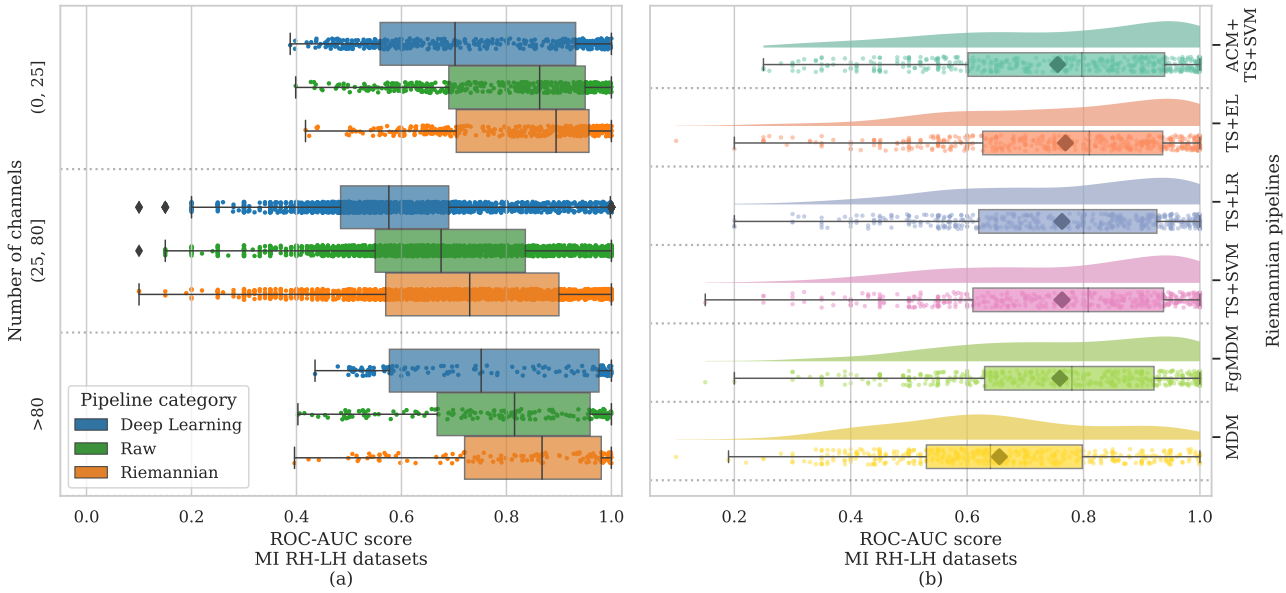 Number of channels
(0, 25]
(25, 80]
>80
Pipeline category
Deep Learning
Raw
Riemannian
0.0 0.2 0.4 0.6 0.8 1.0
ROC-AUC score
MI RH-LH datasets
(a)
ACM+
TS+SVM
TS+EL
TS+LR
TS+SVM
FgMDM
MDM
Riemannian pipelines
0.2 0.4 0.6 0.8 1.0
ROC-AUC score
MI RH-LH datasets
(b)